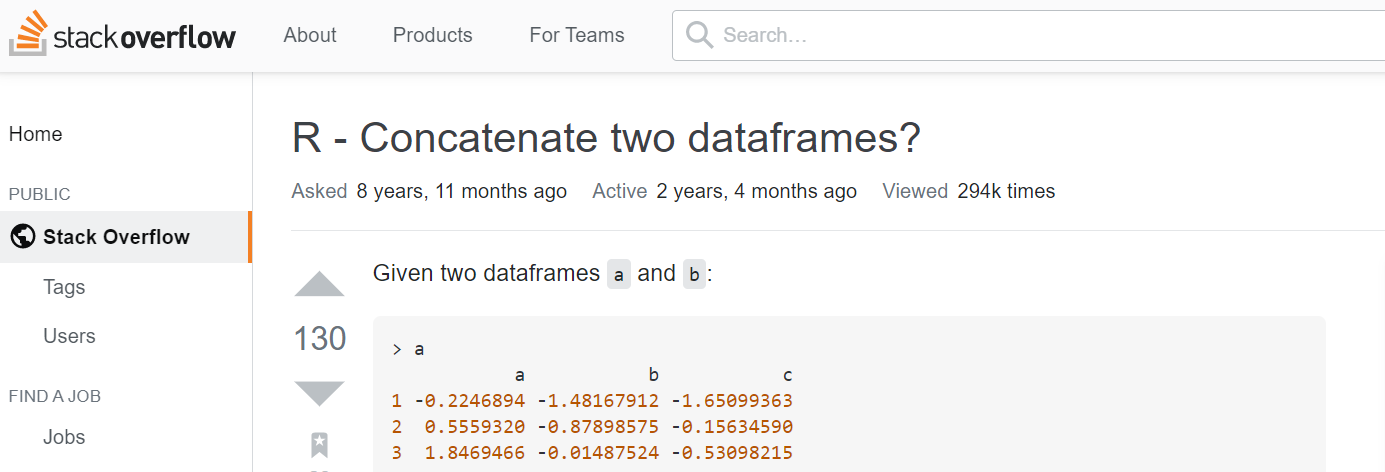 stackoverflow About Products For Teams Search...
Home
PUBLIC
Stack Overflow
Tags
Users
FIND A JOB
Jobs
R - Concatenate two dataframes?
Asked 8 years, 11 months ago Active 2 years, 4 months ago Viewed 294k times
130
Given two dataframes a and b:
> a
a b c
1 -0.2246894 -1.48167912 -1.65099363
2 0.5559320 -0.87898575 -0.15634590
3 1.8469466 -0.01487524 -0.53098215